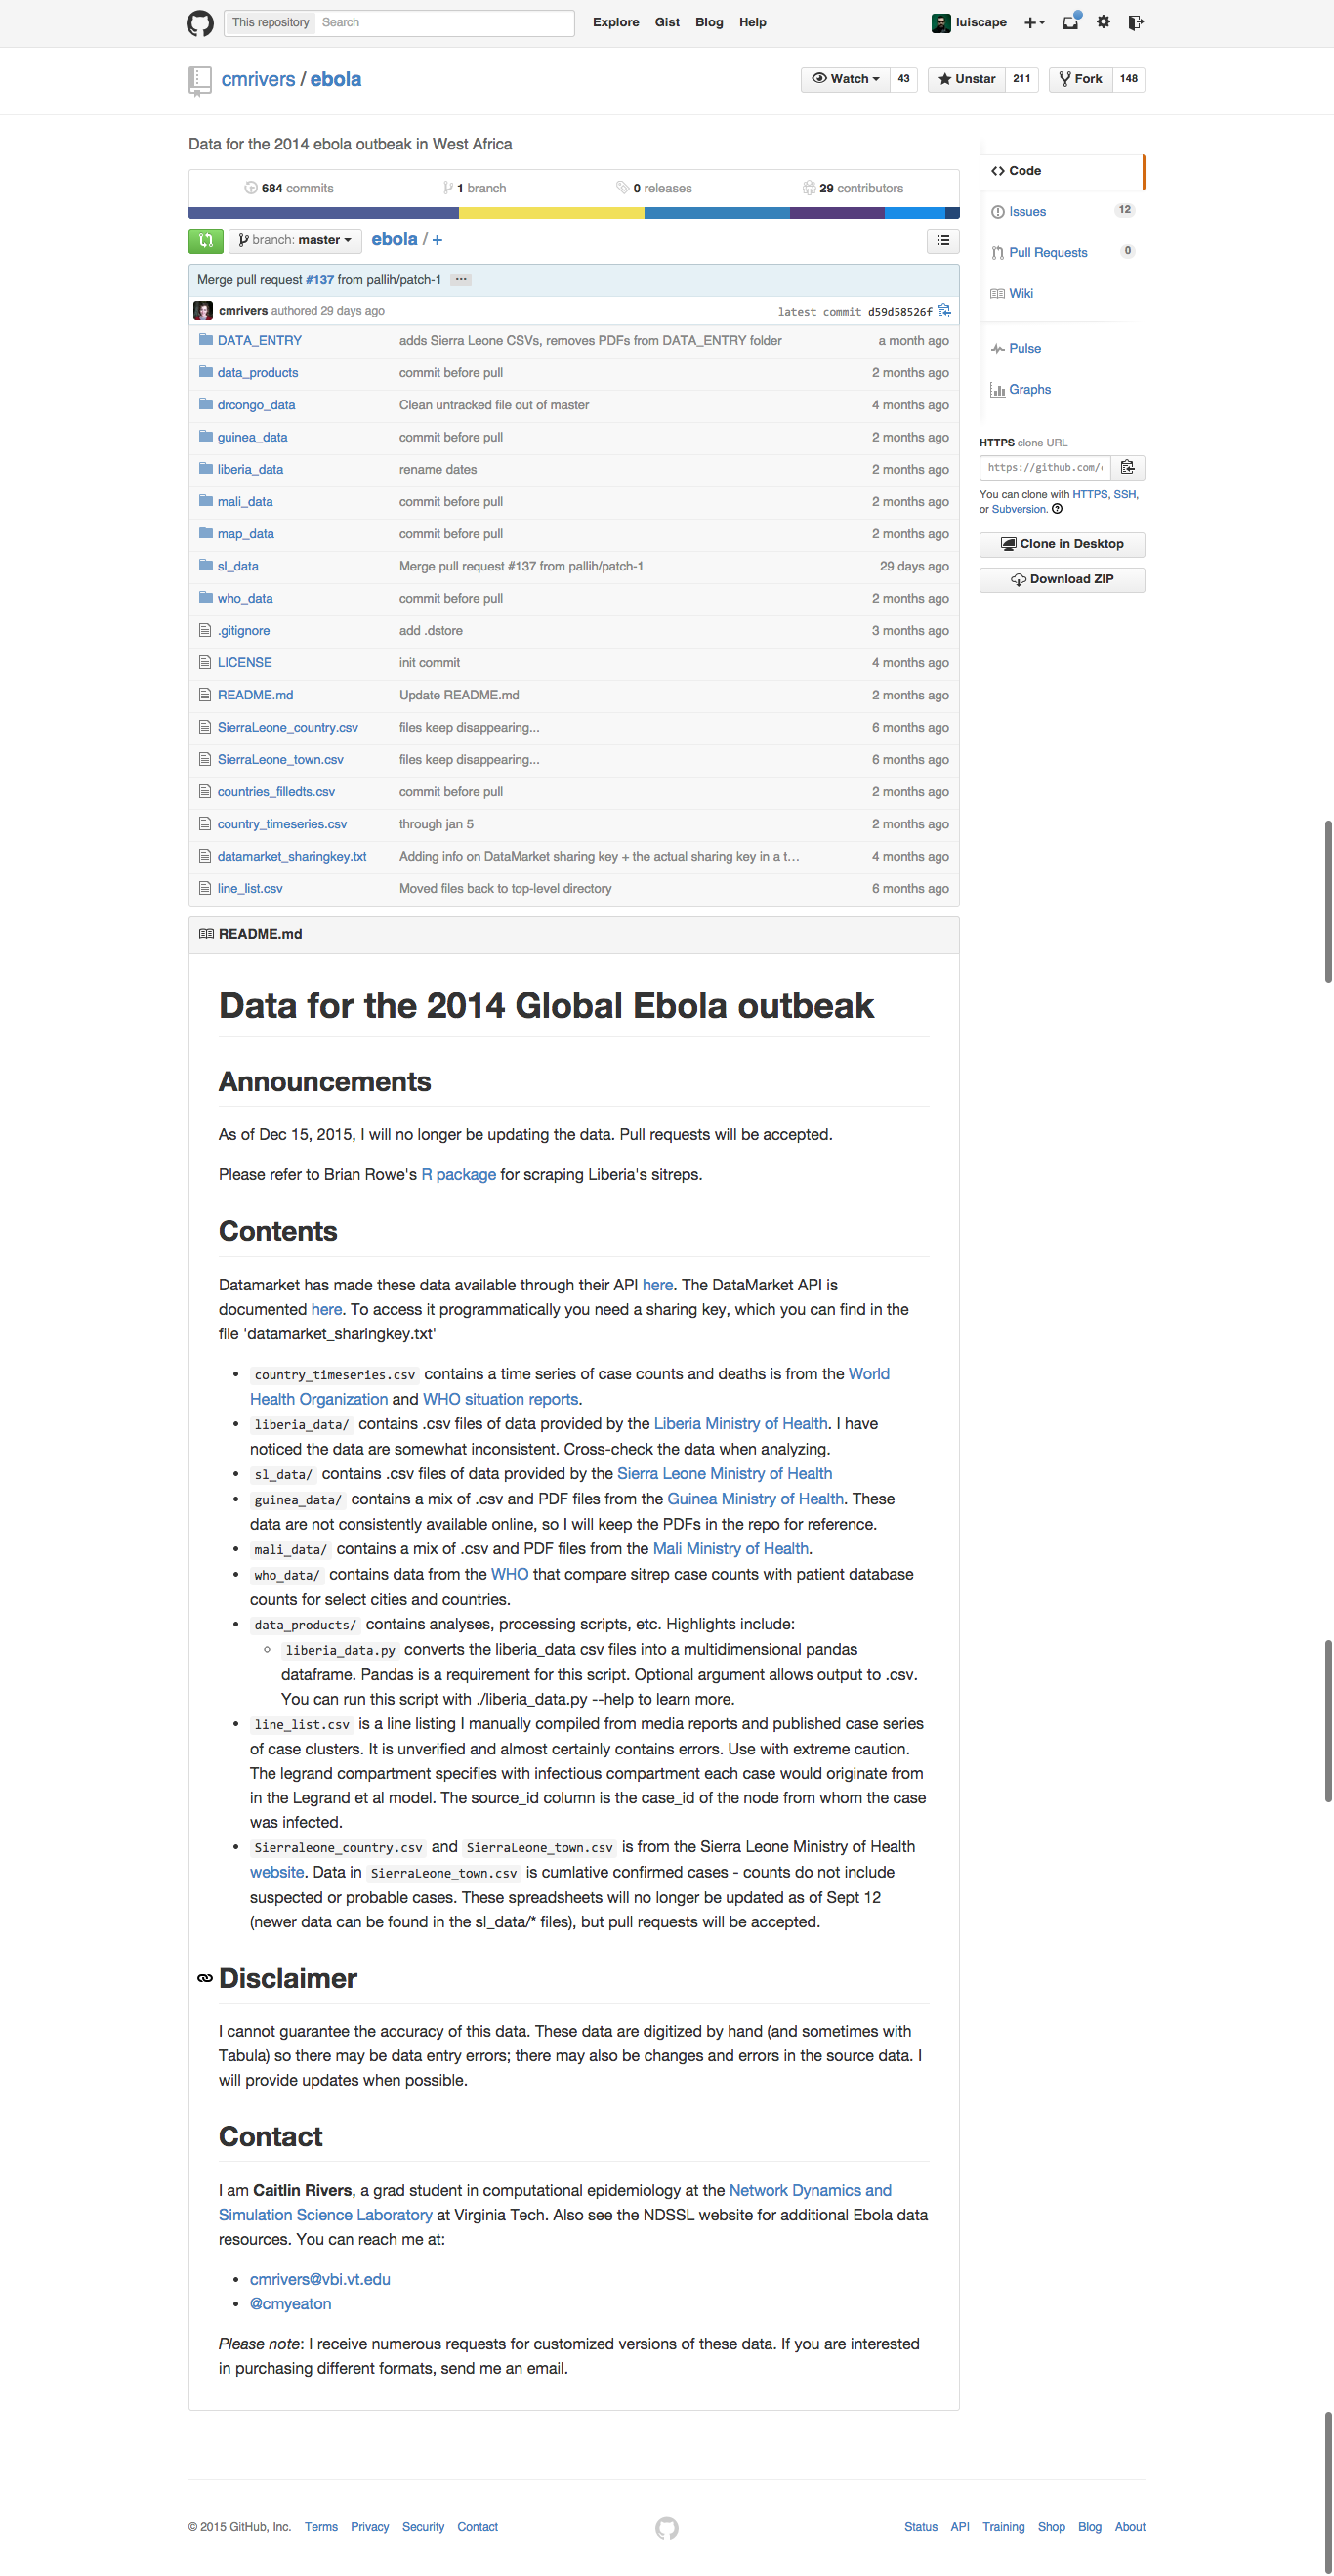 This repository Search Explore Gist Blog Help luiscape
cmrivers / ebola Watch 43 Unstar 211 Fork 148
Data for the 2014 ebola outbeak in West Africa
684 commits 1 branch 0 releases 29 contributors
branch: master ebola / +
Merge pull request #137 from pallih/patch-1 ...
cmrivers authored 29 days ago latest commit d59d58526f
DATA_ENTRY adds Sierra Leone CSVs, removes PDFs from DATA_ENTRY folder a month ago
data_products commit before pull 2 months ago
drcongo_data Clean untracked file out of master 4 months ago
guinea_data commit before pull 2 months ago
liberia_data rename dates 2 months ago
mali_data commit before pull 2 months ago
map_data commit before pull 2 months ago
sl_data Merge pull request #137 from pallih/patch-1 29 days ago
who_data commit before pull 2 months ago
.gitignore add .dstore 3 months ago
LICENSE init commit 4 months ago
README.md Update README.md 2 months ago
SierraLeone_country.csv files keep disappearing... 6 months ago
SierraLeone_town.csv files keep disappearing... 6 months ago
countries_filledts.csv commit before pull 2 months ago
country_timeseries.csv through jan 5 2 months ago
datamarket_sharingkey.txt Adding info on DataMarket sharing key + the actual sharing key in a t… 4 months ago
line_list.csv Moved files back to top-level directory 6 months ago
Code
Issues 12
Pull Requests 0
Wiki
Pulse
Graphs
HTTPS clone URL
https://github.com/
You can clone with HTTPS, SSH,
or Subversion.
Clone in Desktop
Download ZIP
README.md
Data for the 2014 Global Ebola outbeak
Announcements
As of Dec 15, 2015, I will no longer be updating the data. Pull requests will be accepted.
Please refer to Brian Rowe's R package for scraping Liberia's sitreps.
Contents
Datamarket has made these data available through their API here. The DataMarket API is
documented here. To access it programmatically you need a sharing key, which you can find in the
file 'datamarket_sharingkey.txt'
• country_timeseries.csv contains a time series of case counts and deaths is from the World
Health Organization and WHO situation reports.
• liberia_data/ contains .csv files of data provided by the Liberia Ministry of Health. I have
noticed the data are somewhat inconsistent. Cross-check the data when analyzing.
• sl_data/ contains .csv files of data provided by the Sierra Leone Ministry of Health
• guinea_data/ contains a mix of .csv and PDF files from the Guinea Ministry of Health. These
data are not consistently available online, so I will keep the PDFs in the repo for reference.
• mali_data/ contains a mix of .csv and PDF files from the Mali Ministry of Health.
• who_data/ contains data from the WHO that compare sitrep case counts with patient database
counts for select cities and countries.
• data_products/ contains analyses, processing scripts, etc. Highlights include:
◦ liberia_data.py converts the liberia_data csv files into a multidimensional pandas
dataframe. Pandas is a requirement for this script. Optional argument allows output to .csv.
You can run this script with ./liberia_data.py --help to learn more.
• line_list.csv is a line listing I manually compiled from media reports and published case series
of case clusters. It is unverified and almost certainly contains errors. Use with extreme caution.
The legrand compartment specifies with infectious compartment each case would originate from
in the Legrand et al model. The source_id column is the case_id of the node from whom the case
was infected.
• Sierraleone_country.csv and SierraLeone_town.csv is from the Sierra Leone Ministry of Health
website. Data in SierraLeone_town.csv is cumlative confirmed cases - counts do not include
suspected or probable cases. These spreadsheets will no longer be updated as of Sept 12
(newer data can be found in the sl_data/* files), but pull requests will be accepted.
Disclaimer
I cannot guarantee the accuracy of this data. These data are digitized by hand (and sometimes with
Tabula) so there may be data entry errors; there may also be changes and errors in the source data. I
will provide updates when possible.
Contact
I am Caitlin Rivers, a grad student in computational epidemiology at the Network Dynamics and
Simulation Science Laboratory at Virginia Tech. Also see the NDSSL website for additional Ebola data
resources. You can reach me at:
• cmrivers@vbi.vt.edu
• @cmyeaton
Please note: I receive numerous requests for customized versions of these data. If you are interested
in purchasing different formats, send me an email.
© 2015 GitHub, Inc. Terms Privacy Security Contact Status API Training Shop Blog About